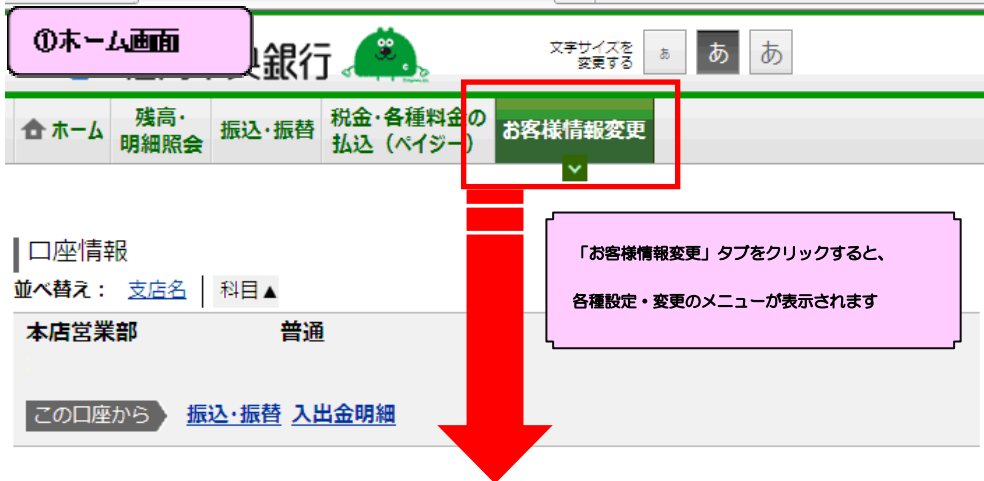 ①ホーム画面
央銀行
文字サイズを
変更する
あ あ あ
ホーム
残高・
明細照会
振込・振替
税金・各種料金の
払込（ペイジー）
お客様情報変更
「お客様情報変更」タブをクリックすると、
各種設定・変更のメニューが表示されます
口座情報
並べ替え： 支店名 科目▲
本店営業部 普通
この口座から 振込・振替 入出金明細